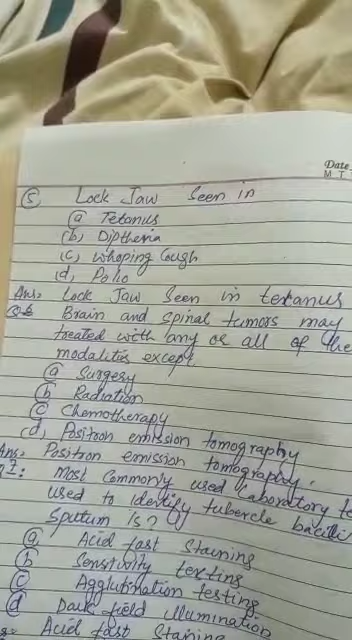 Date
M T
(5) Lock Jaw Seen in
(a Tetanus
(b) Diptheria
(c) Whoping Cough
(d) Polio
Ans. Lock Jaw Seen in tetanus
Q6 Brain and Spinal tumors may
treated with any or all of the
modalities except
(a) Surgery
(b) Radiation
(c) Chemotherapy
(d) Positron emission tomography
Ans. Positron emission tomography.
Most commonly used laboratory te
used to identify tubercle bacilli
Sputum is?
(a) Acid fast Staining
(b) Sensitivity testing
(c) Agglutination testing
(d) Dark field illumination
Acid fast Staining